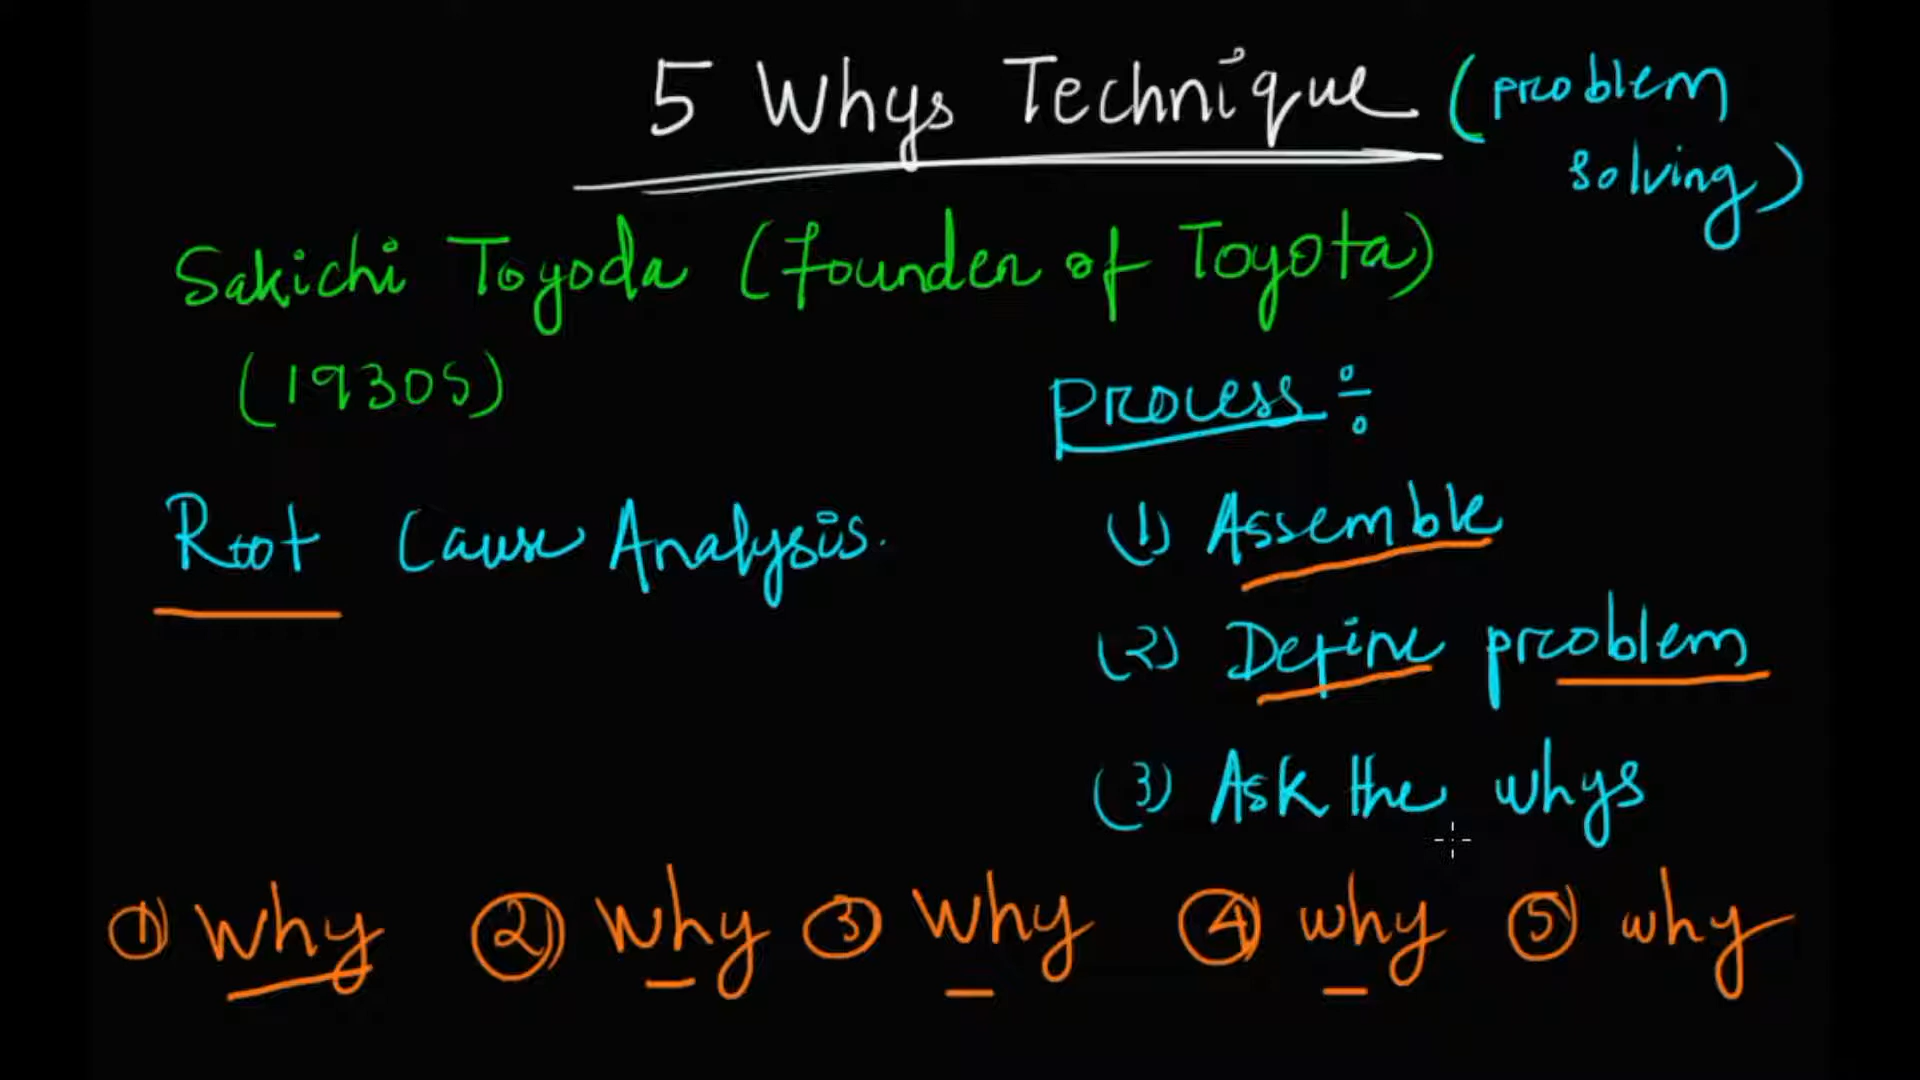 5 Whys Technique (problem
solving)
Sakichi Toyoda (founder of Toyota)
(1930s)
Root Cause Analysis.
Process ÷
(1) Assemble
(2) Define problem
(3) Ask the whys
① Why ② Why ③ Why ④ why ⑤ why